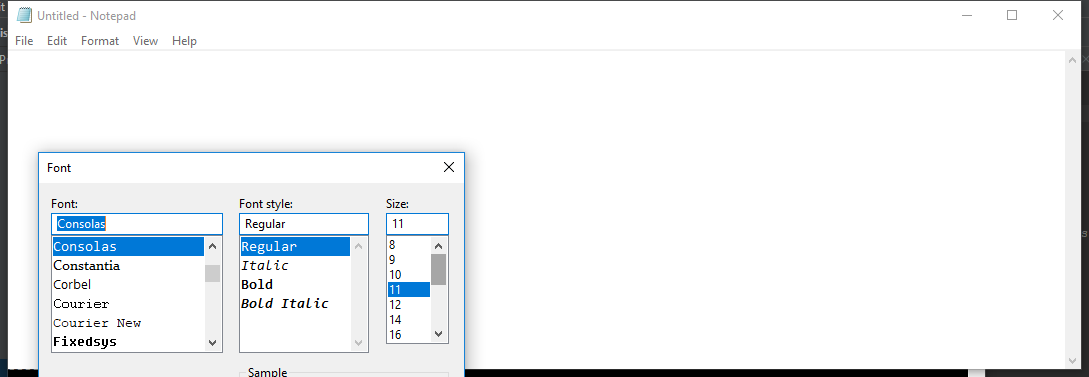 Untitled - Notepad
File Edit Format View Help
Font
Font: Font style: Size:
Consolas Regular 11
Consolas Regular 8
Constantia Italic 9
Corbel Bold 10
Courier Bold Italic 11
Courier New 12
Fixedsys 14
16
Sample